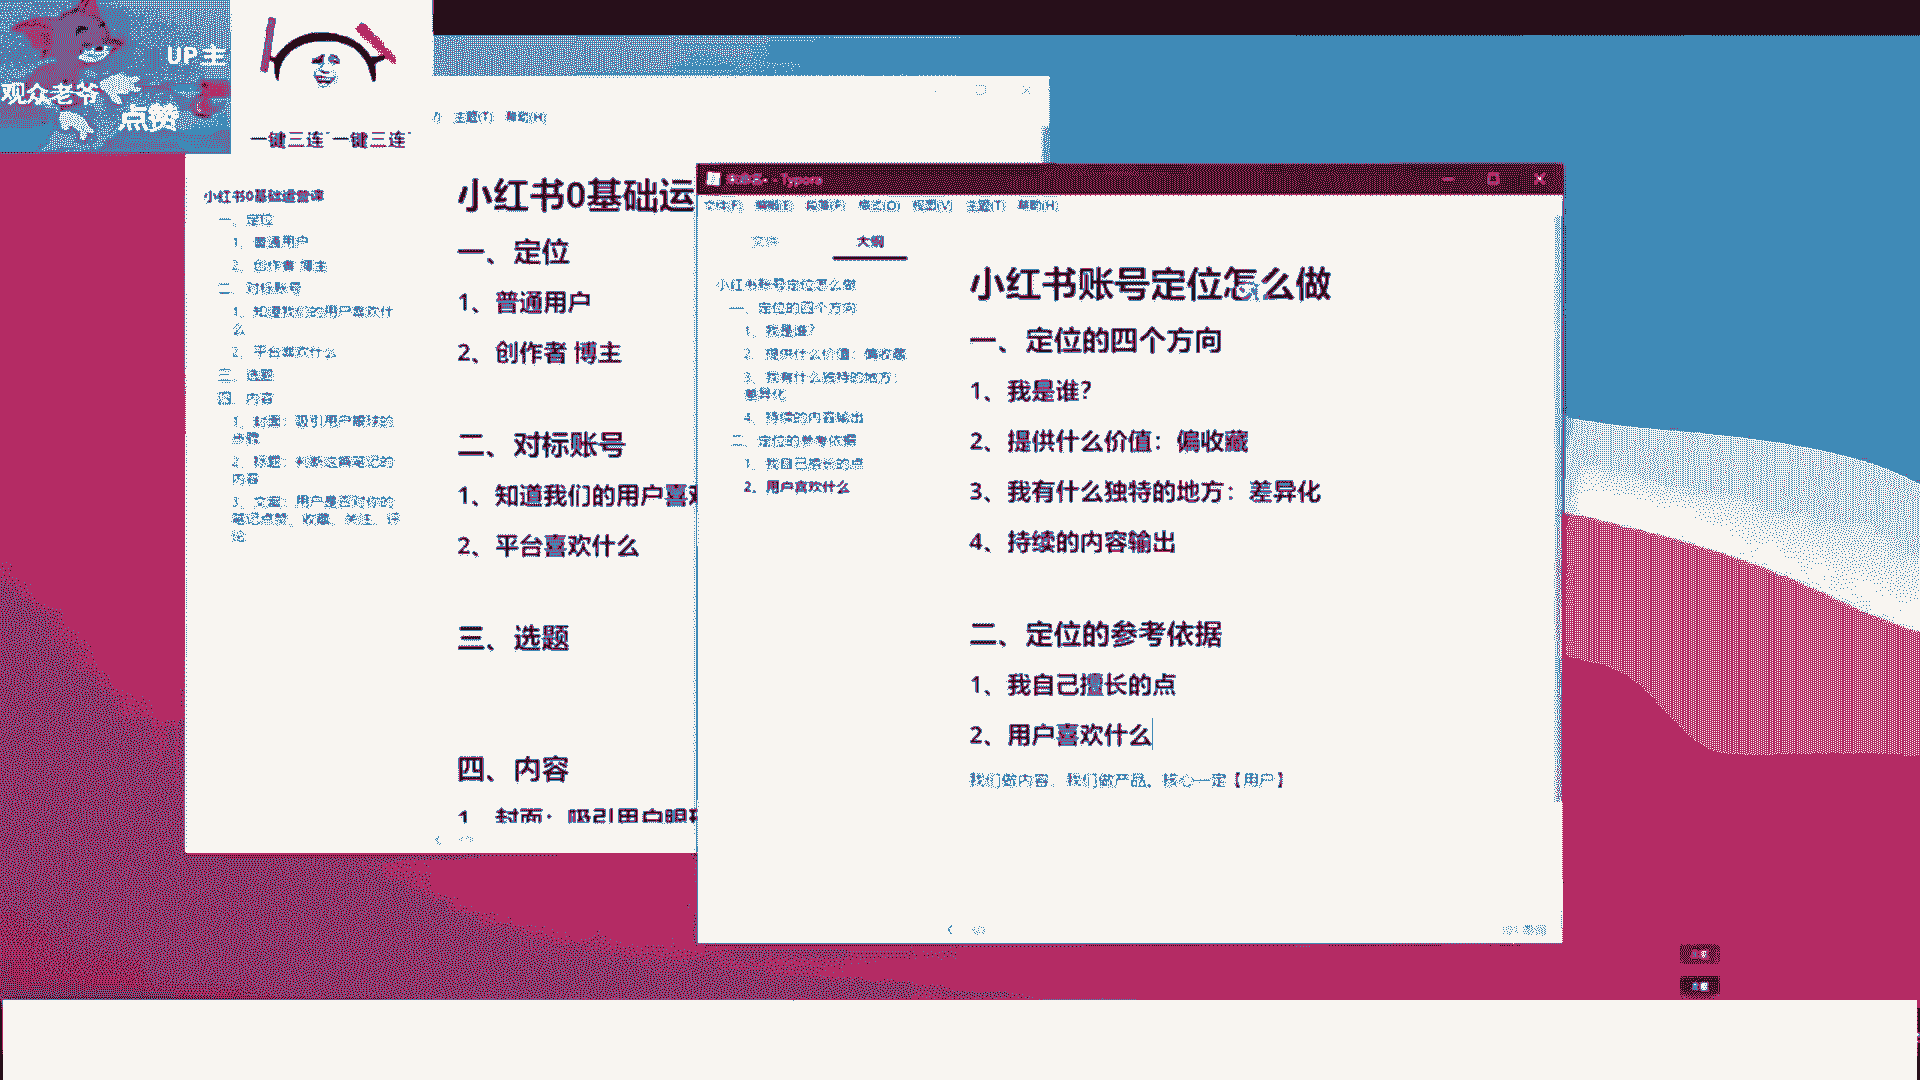 UP主
观众老爷
点赞
一键三连 一键三连
主题(T) 帮助(H)
小红书0基础运营课
一、定位
1、普通用户
2、创作者 博主
二、对标账号
1、知道我们的用户喜欢什
么
2、平台喜欢什么
三、选题
四、内容
1、封面：吸引用户眼球的
步骤
2、标题：判断这篇笔记的
内容
3、文案：用户是否对你的
笔记点赞、收藏、关注、评
论
小红书0基础运
一、定位
1、普通用户
2、创作者 博主
二、对标账号
1、知道我们的用户喜欢
2、平台喜欢什么
三、选题
四、内容
1、封面：吸引用户眼球
Typora
文件(F) 编辑(E) 段落(P) 格式(O) 视图(V) 主题(T) 帮助(H)
文件 大纲
小红书账号定位怎么做
一、定位的四个方向
1、我是谁？
2、提供什么价值：偏收藏
3、我有什么独特的地方：
差异化
4、持续的内容输出
二、定位的参考依据
1、我自己擅长的点
2、用户喜欢什么
小红书账号定位怎么做
一、定位的四个方向
1、我是谁？
2、提供什么价值：偏收藏
3、我有什么独特的地方：差异化
4、持续的内容输出
二、定位的参考依据
1、我自己擅长的点
2、用户喜欢什么
我们做内容，我们做产品，核心一定【用户】